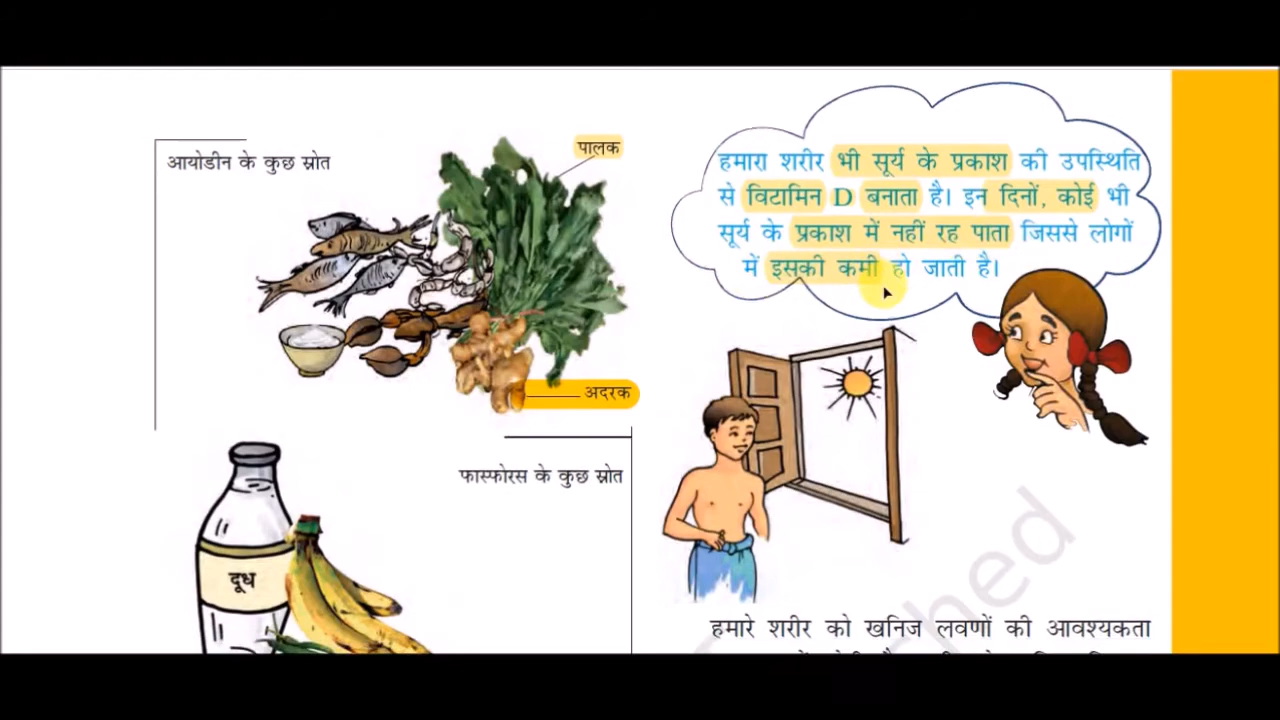 आयोडीन के कुछ स्रोत
पालक
अदरक
फास्फोरस के कुछ स्रोत
दूध
हमारा शरीर भी सूर्य के प्रकाश की उपस्थिति
से विटामिन D बनाता है। इन दिनों, कोई भी
सूर्य के प्रकाश में नहीं रह पाता जिससे लोगों
में इसकी कमी हो जाती है।
हमारे शरीर को खनिज लवणों की आवश्यकता